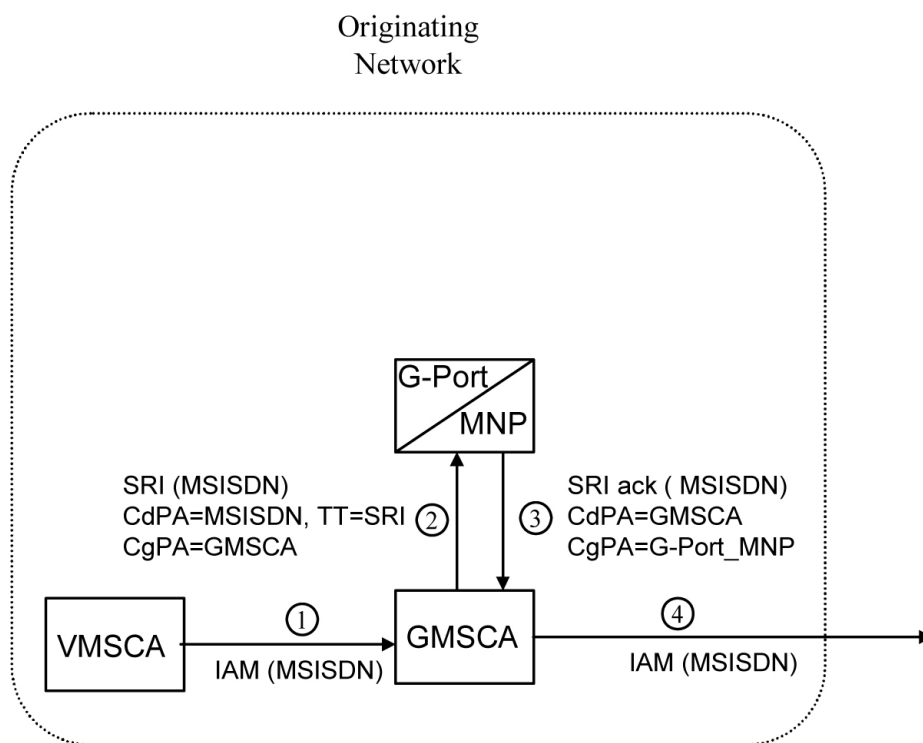 Originating
Network
G-Port
MNP
SRI (MSISDN)
CdPA=MSISDN, TT=SRI
CgPA=GMSCA
2
3
SRI ack ( MSISDN)
CdPA=GMSCA
CgPA=G-Port_MNP
VMSCA
1
IAM (MSISDN)
GMSCA
4
IAM (MSISDN)